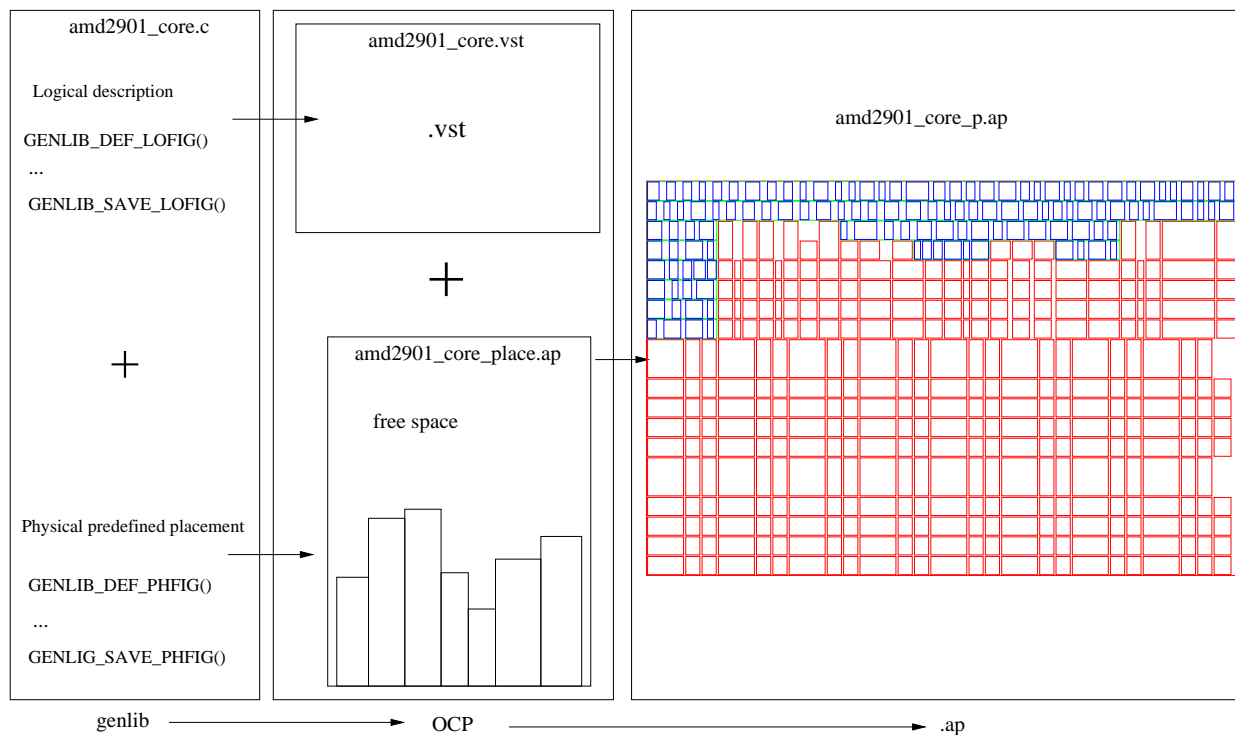 amd2901_core.c
Logical description
GENLIB_DEF_LOFIG()
...
GENLIB_SAVE_LOFIG()
+
Physical predefined placement
GENLIB_DEF_PHFIG()
...
GENLIG_SAVE_PHFIG()
amd2901_core.vst
.vst
+
amd2901_core_place.ap
free space
amd2901_core_p.ap
genlib
OCP
.ap